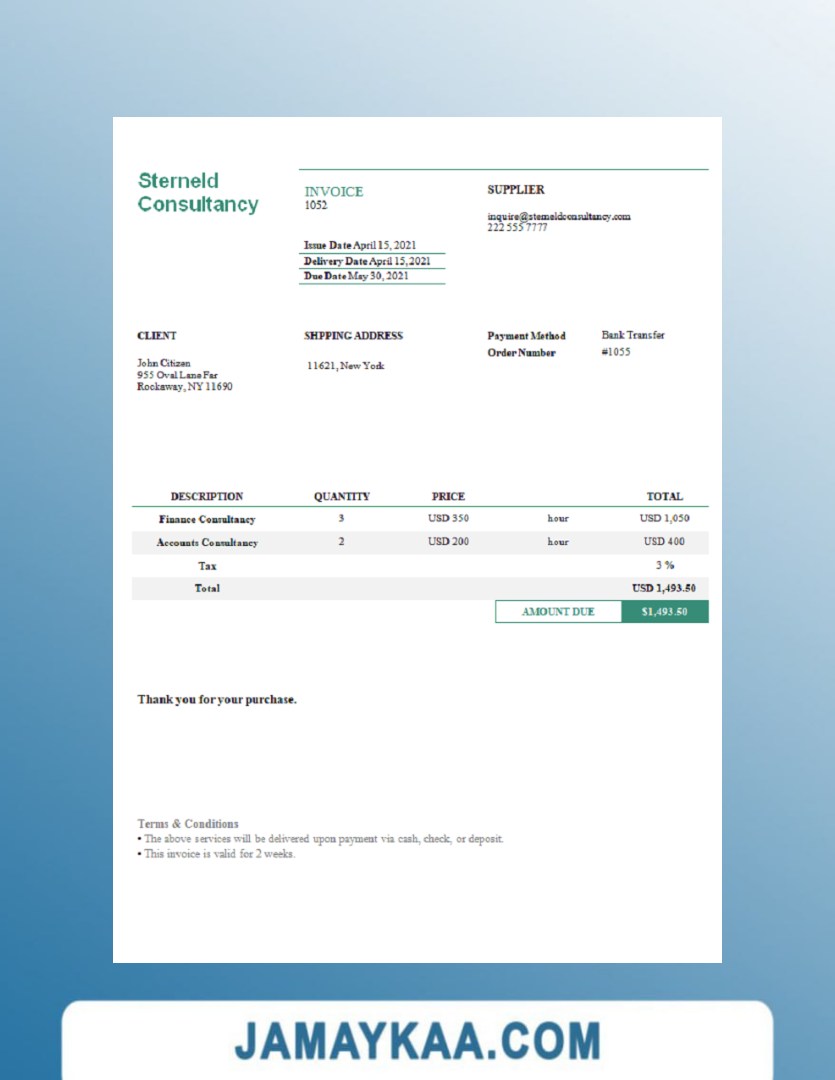 Sterneld
Consultancy
INVOICE
1052
Issue Date April 15, 2021
Delivery Date April 15,2021
Due Date May 30, 2021
SUPPLIER
inquire@sterneldconsultancy.com
222 555 7777
CLIENT
John Citizen
955 Oval Lane Far
Rockaway, NY 11690
SHPPING ADDRESS
11621, New York
Payment Method Bank Transfer
Order Number #1055
DESCRIPTION QUANTITY PRICE TOTAL
Finance Consultancy 3 USD 350 hour USD 1,050
Accounts Consultancy 2 USD 200 hour USD 400
Tax 3 %
Total USD 1,493.50
AMOUNT DUE $1,493.50
Thank you for your purchase.
Terms & Conditions
• The above services will be delivered upon payment via cash, check, or deposit.
• This invoice is valid for 2 weeks.
JAMAYKAA.COM